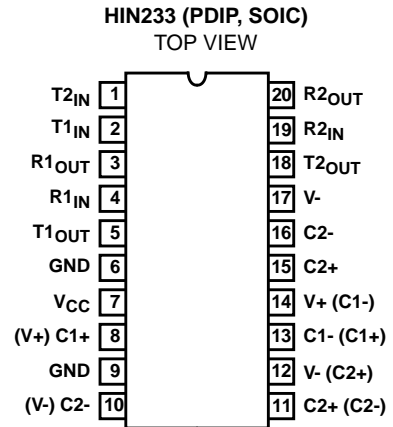 HIN233 (PDIP, SOIC)
TOP VIEW
T2IN 1 20 R2OUT
T1IN 2 19 R2IN
R1OUT 3 18 T2OUT
R1IN 4 17 V-
T1OUT 5 16 C2-
GND 6 15 C2+
VCC 7 14 V+ (C1-)
(V+) C1+ 8 13 C1- (C1+)
GND 9 12 V- (C2+)
(V-) C2- 10 11 C2+ (C2-)